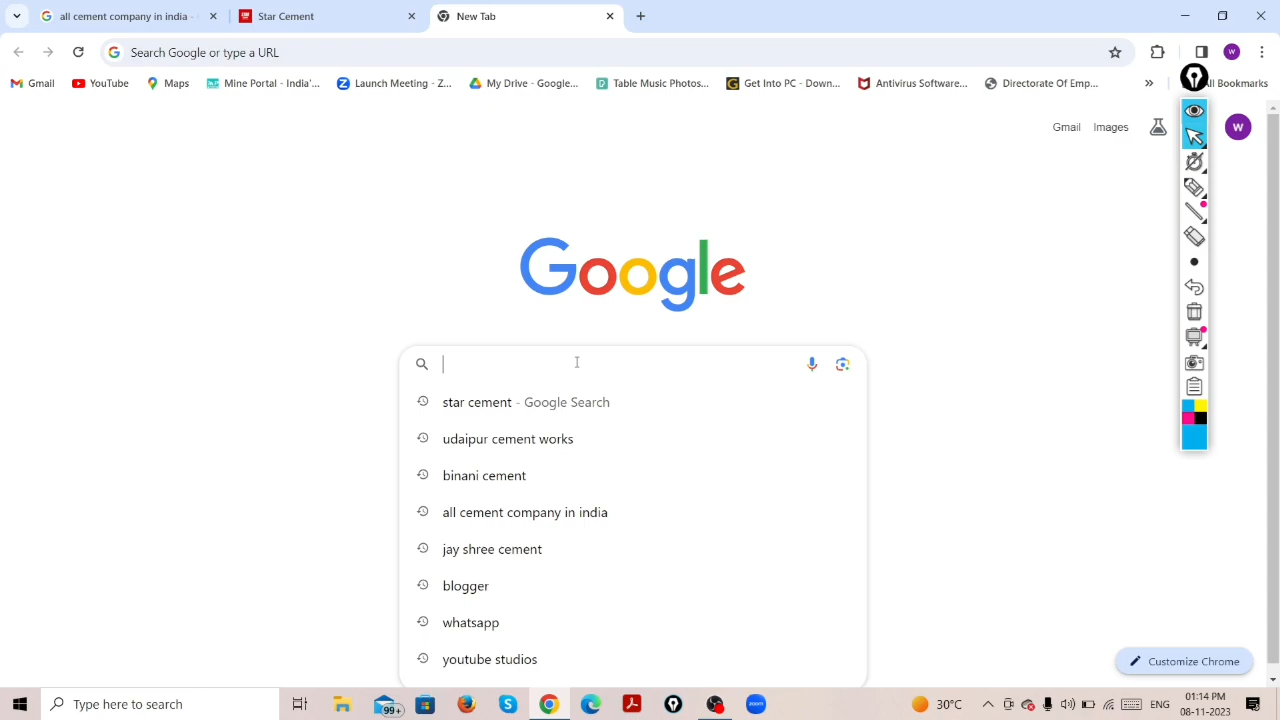 all cement company in india -
Star Cement
New Tab
Search Google or type a URL
Gmail
YouTube
Maps
Mine Portal - India'...
Launch Meeting - Z...
My Drive - Google...
Table Music Photos...
Get Into PC - Down...
Antivirus Software...
Directorate Of Emp...
»
All Bookmarks
w
Gmail
Images
w
Google
star cement - Google Search
udaipur cement works
binani cement
all cement company in india
jay shree cement
blogger
whatsapp
youtube studios
Customize Chrome
Type here to search
99+
zoom
30°C
ENG
01:14 PM
08-11-2023